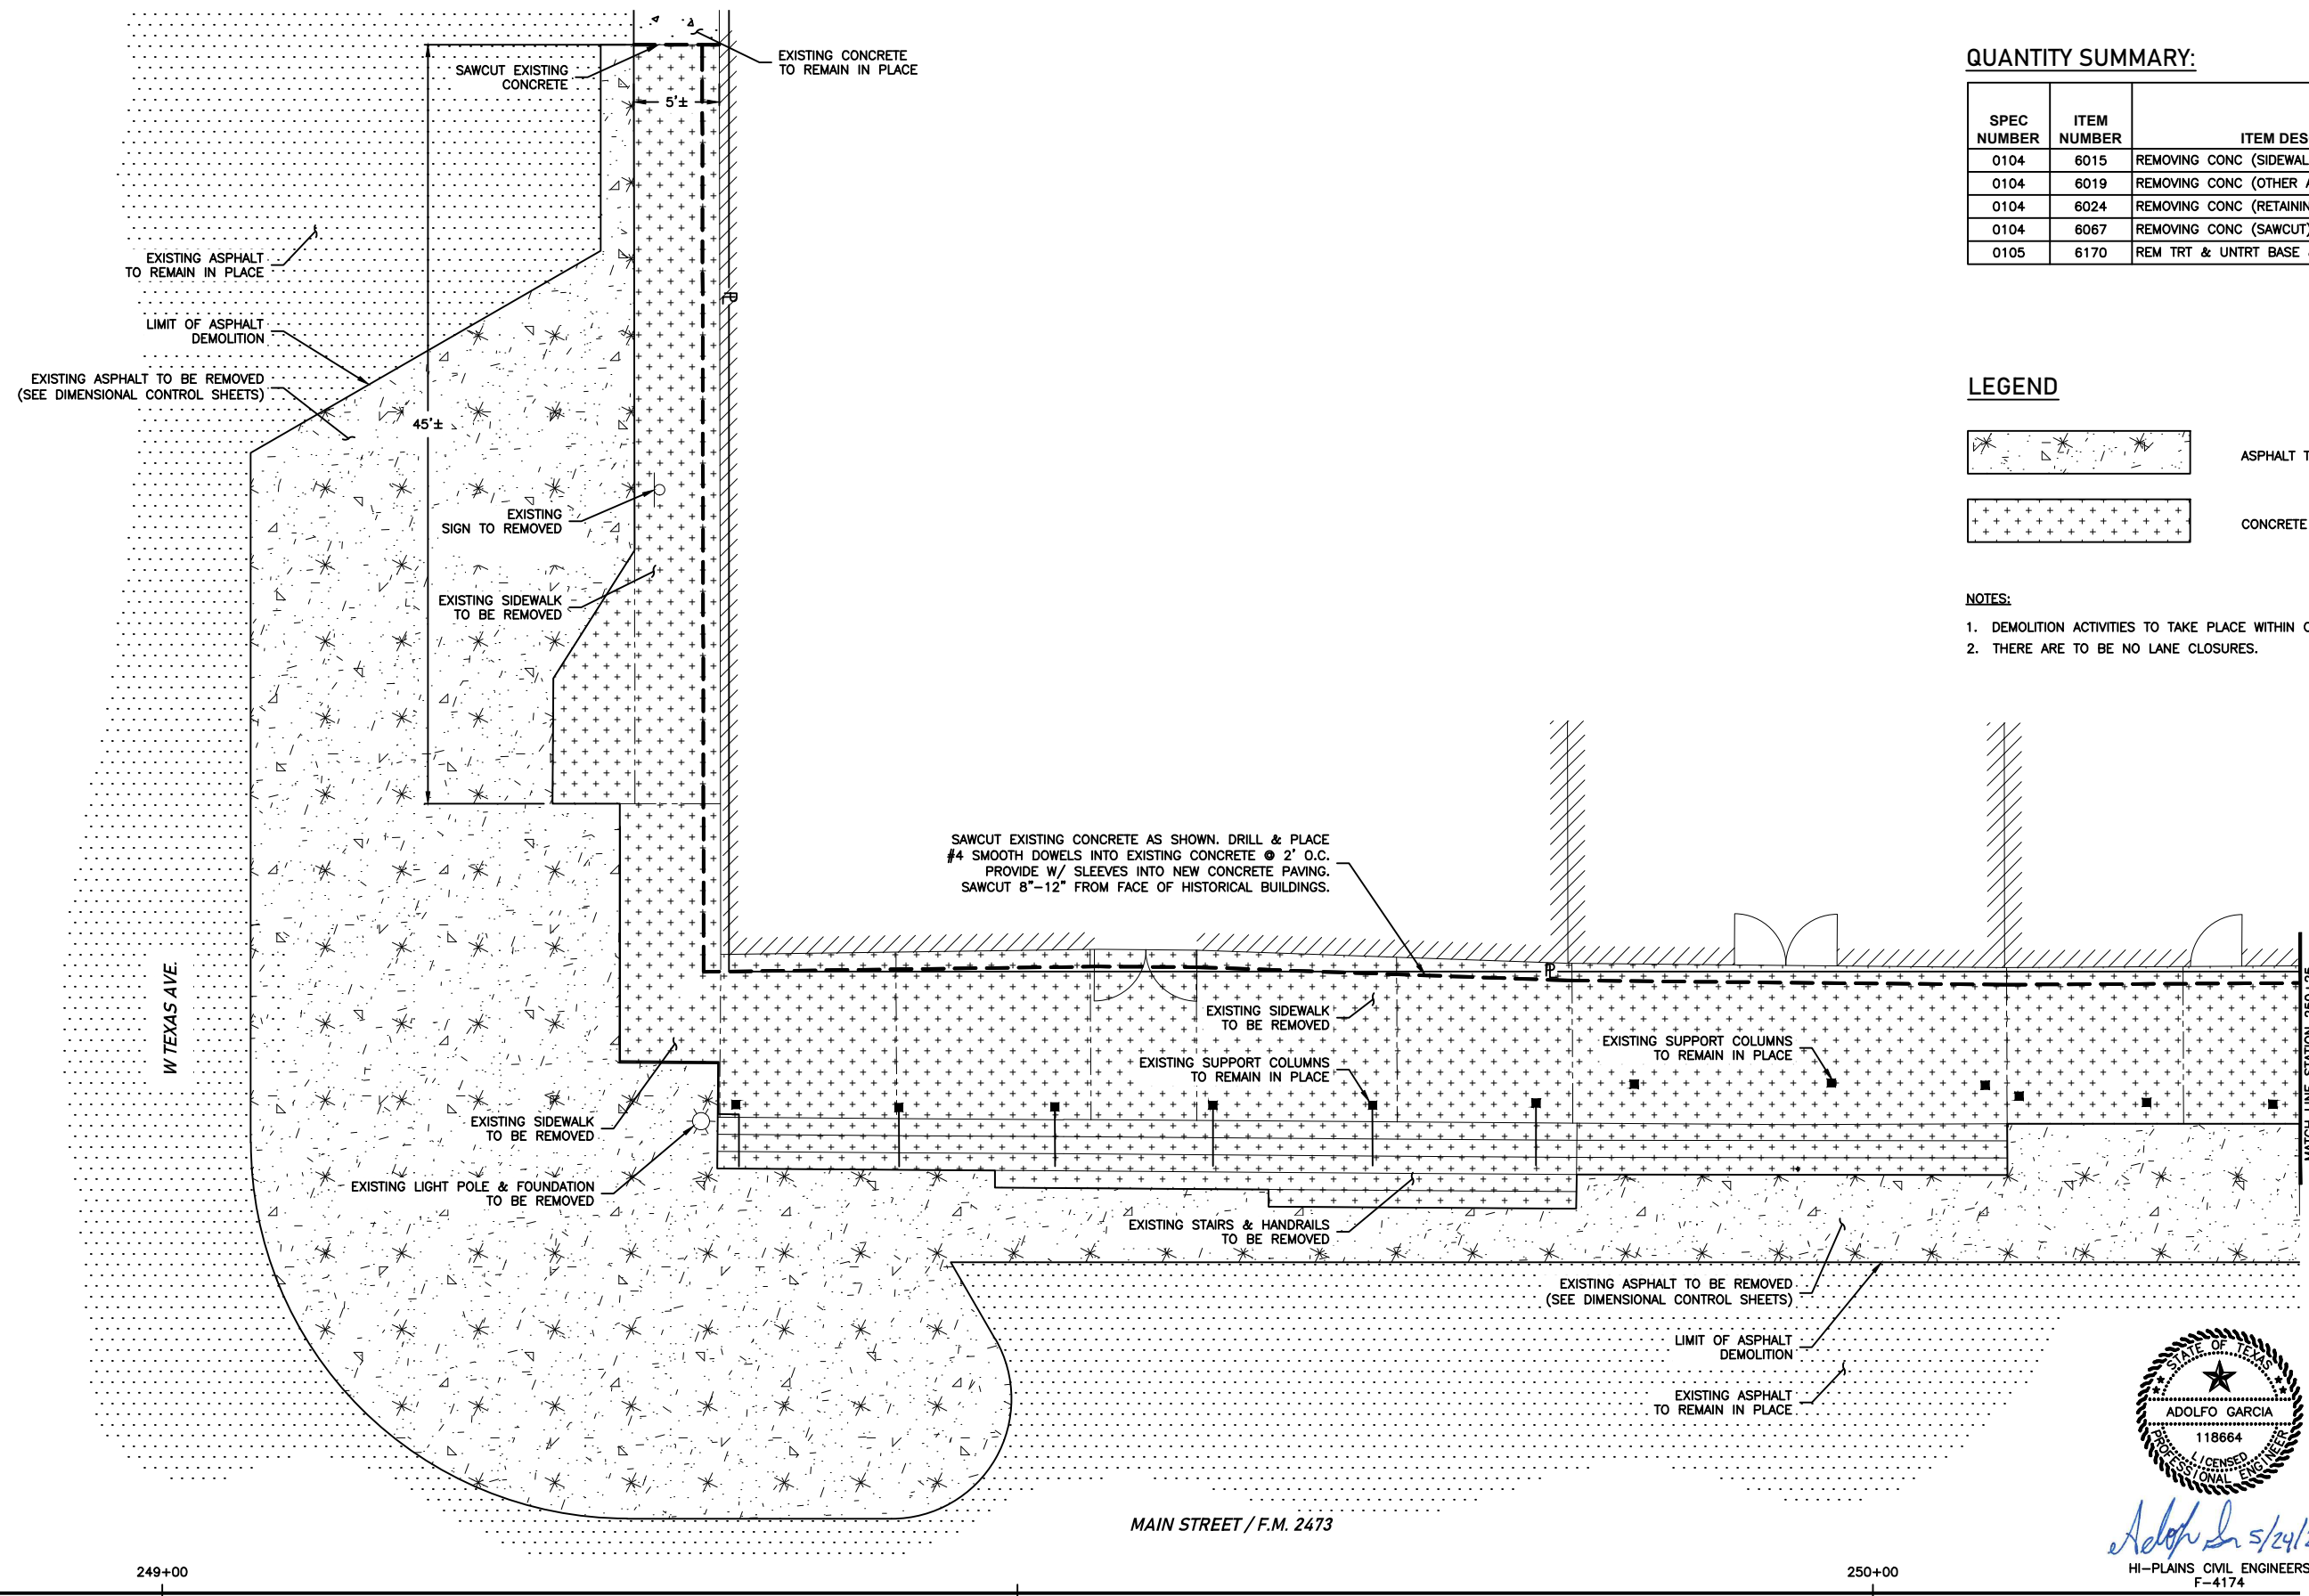 EXISTING CONCRETE
TO REMAIN IN PLACE
SAWCUT EXISTING
CONCRETE
5'±
EXISTING ASPHALT
TO REMAIN IN PLACE
LIMIT OF ASPHALT
DEMOLITION
EXISTING ASPHALT TO BE REMOVED
(SEE DIMENSIONAL CONTROL SHEETS)
45'±
EXISTING
SIGN TO REMOVED
EXISTING SIDEWALK
TO BE REMOVED
SAWCUT EXISTING CONCRETE AS SHOWN. DRILL & PLACE
#4 SMOOTH DOWELS INTO EXISTING CONCRETE @ 2' O.C.
PROVIDE W/ SLEEVES INTO NEW CONCRETE PAVING.
SAWCUT 8"-12" FROM FACE OF HISTORICAL BUILDINGS.
W TEXAS AVE.
EXISTING SIDEWALK
TO BE REMOVED
EXISTING SUPPORT COLUMNS
TO REMAIN IN PLACE
EXISTING SUPPORT COLUMNS
TO REMAIN IN PLACE
EXISTING SIDEWALK
TO BE REMOVED
EXISTING LIGHT POLE & FOUNDATION
TO BE REMOVED
EXISTING STAIRS & HANDRAILS
TO BE REMOVED
EXISTING ASPHALT TO BE REMOVED
(SEE DIMENSIONAL CONTROL SHEETS)
LIMIT OF ASPHALT
DEMOLITION
EXISTING ASPHALT
TO REMAIN IN PLACE
MAIN STREET / F.M. 2473
249+00
250+00
QUANTITY SUMMARY:
SPEC NUMBER ITEM NUMBER ITEM DES
0104 6015 REMOVING CONC (SIDEWAL
0104 6019 REMOVING CONC (OTHER
0104 6024 REMOVING CONC (RETAININ
0104 6067 REMOVING CONC (SAWCUT)
0105 6170 REM TRT & UNTRT BASE
LEGEND
ASPHALT T
CONCRETE
NOTES:
1. DEMOLITION ACTIVITIES TO TAKE PLACE WITHIN
2. THERE ARE TO BE NO LANE CLOSURES.
MATCH LINE STATION
STATE OF TEXAS
ADOLFO GARCIA
118664
LICENSED
PROFESSIONAL ENGINEER
5/24/
HI-PLAINS CIVIL ENGINEERS
F-4174